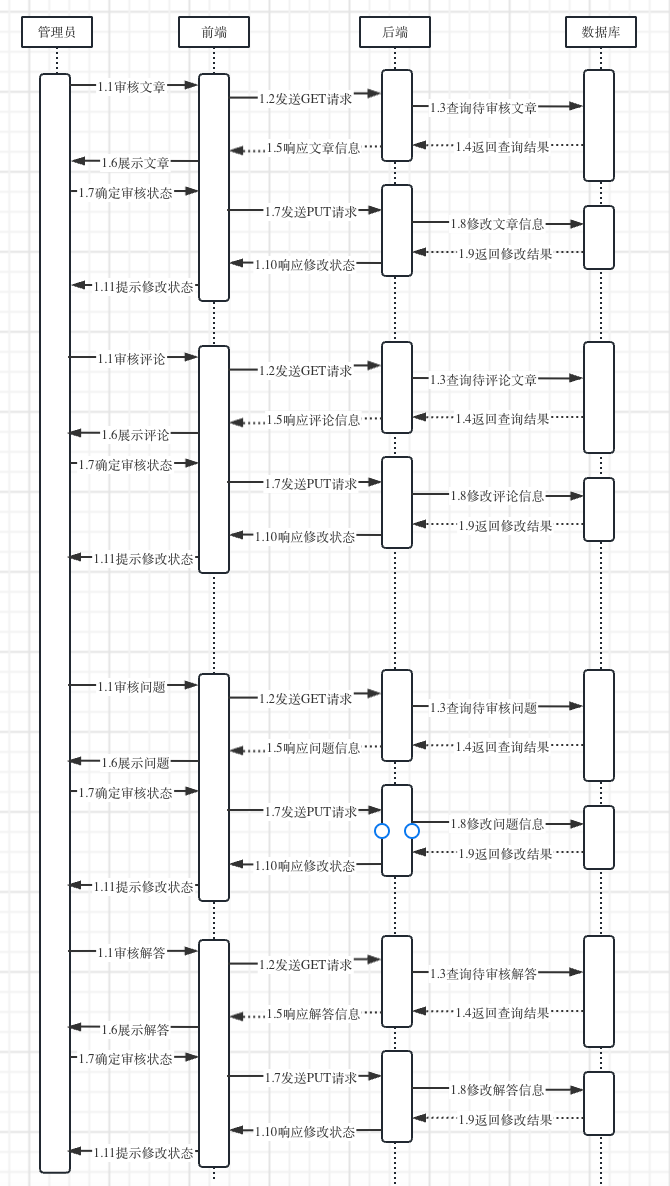 管理员
前端
后端
数据库
1.1审核文章
1.2发送GET请求
1.3查询待审核文章
1.4返回查询结果
1.5响应文章信息
1.6展示文章
1.7确定审核状态
1.7发送PUT请求
1.8修改文章信息
1.9返回修改结果
1.10响应修改状态
1.11提示修改状态
1.1审核评论
1.2发送GET请求
1.3查询待评论文章
1.4返回查询结果
1.5响应评论信息
1.6展示评论
1.7确定审核状态
1.7发送PUT请求
1.8修改评论信息
1.9返回修改结果
1.10响应修改状态
1.11提示修改状态
1.1审核问题
1.2发送GET请求
1.3查询待审核问题
1.4返回查询结果
1.5响应问题信息
1.6展示问题
1.7确定审核状态
1.7发送PUT请求
1.8修改问题信息
1.9返回修改结果
1.10响应修改状态
1.11提示修改状态
1.1审核解答
1.2发送GET请求
1.3查询待审核解答
1.4返回查询结果
1.5响应解答信息
1.6展示解答
1.7确定审核状态
1.7发送PUT请求
1.8修改解答信息
1.9返回修改结果
1.10响应修改状态
1.11提示修改状态